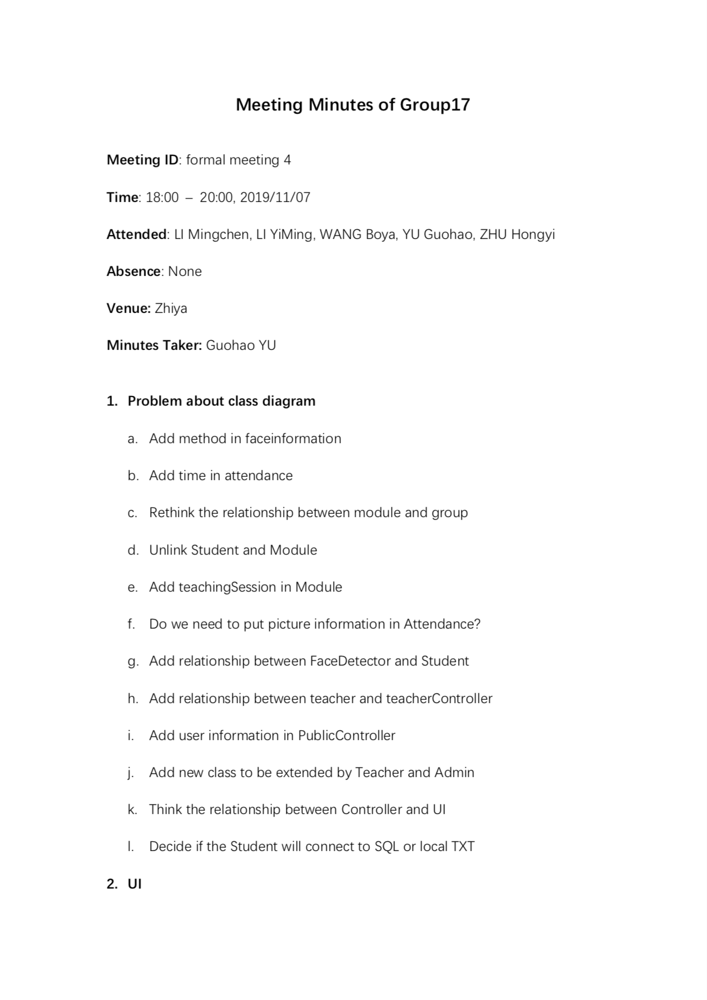 Meeting Minutes of Group17
Meeting ID: formal meeting 4
Time: 18:00 – 20:00, 2019/11/07
Attended: LI Mingchen, LI YiMing, WANG Boya, YU Guohao, ZHU Hongyi
Absence: None
Venue: Zhiya
Minutes Taker: Guohao YU
1. Problem about class diagram
a. Add method in faceinformation
b. Add time in attendance
c. Rethink the relationship between module and group
d. Unlink Student and Module
e. Add teachingSession in Module
f. Do we need to put picture information in Attendance?
g. Add relationship between FaceDetector and Student
h. Add relationship between teacher and teacherController
i. Add user information in PublicController
j. Add new class to be extended by Teacher and Admin
k. Think the relationship between Controller and UI
l. Decide if the Student will connect to SQL or local TXT
2. UI